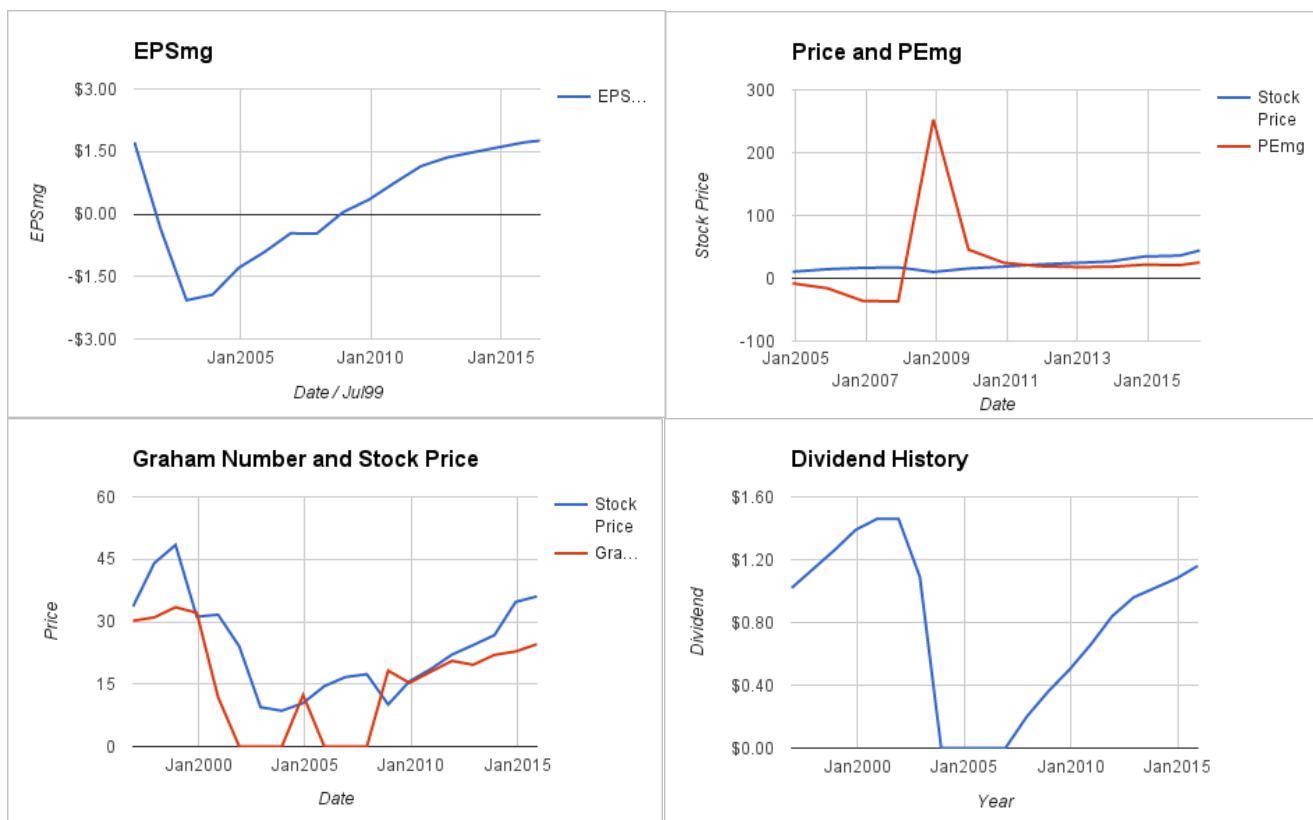 EPSmg
$3.00
$1.50
$0.00
-$1.50
-$3.00
EPSmg
Jan2005
Jan2010
Jan2015
Date / Jul99
EPS...
Price and PEmg
300
200
100
0
-100
Stock Price
Jan2005
Jan2007
Jan2009
Jan2011
Jan2013
Jan2015
Date
Stock
Price
PEmg
Graham Number and Stock Price
60
45
30
15
0
Price
Jan2000
Jan2005
Jan2010
Jan2015
Date
Stock
Price
Gra...
Dividend History
$1.60
$1.20
$0.80
$0.40
$0.00
Dividend
Jan2000
Jan2005
Jan2010
Jan2015
Year